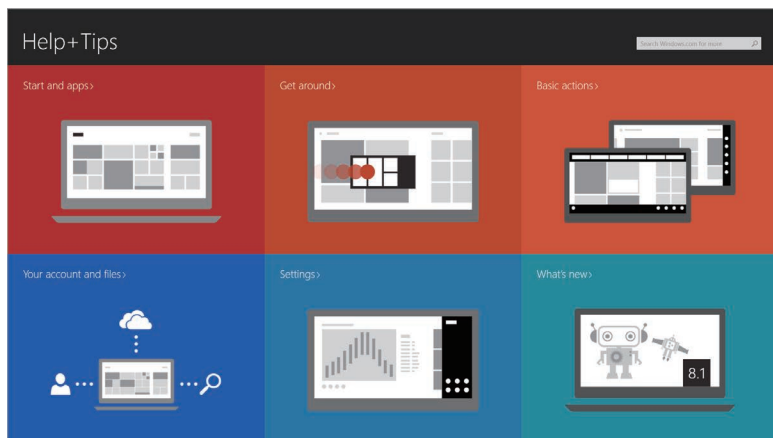 Help+Tips
Search Windows.com for more
Start and apps›
Get around›
Basic actions›
Your account and files›
Settings›
What's new›
8.1